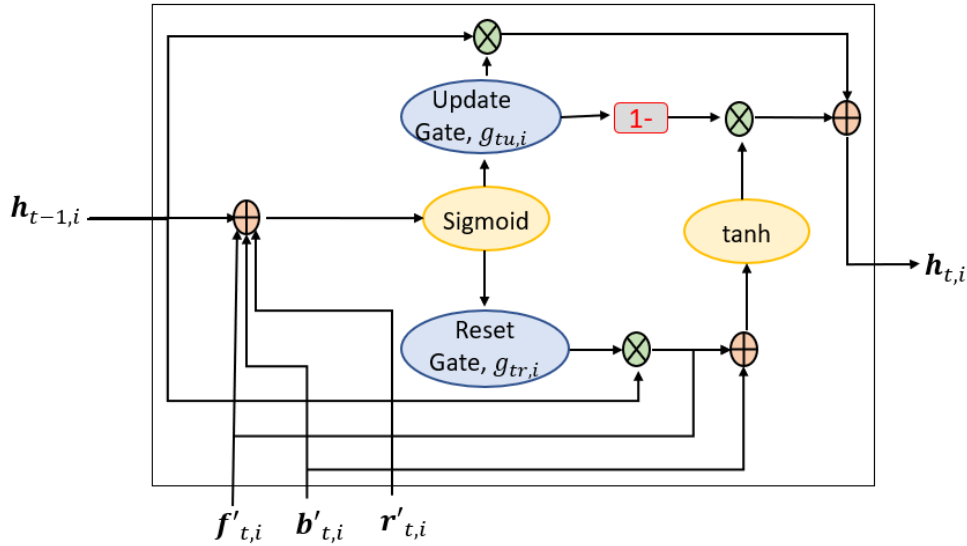 Update
Gate, g_{tu,i}
1-
h_{t−1,i}
Sigmoid
tanh
h_{t,i}
Reset
Gate, g_{tr,i}
f′_{t,i}
b′_{t,i}
r′_{t,i}